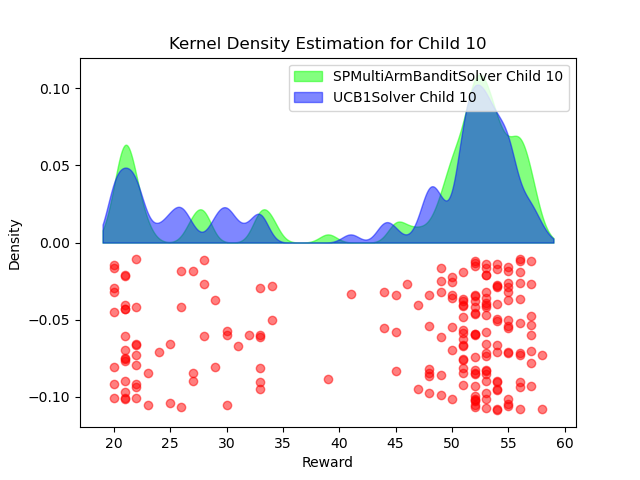 Kernel Density Estimation for Child 10
SPMultiArmBanditSolver Child 10
UCB1Solver Child 10
0.10
0.05
0.00
−0.05
−0.10
Density
20 25 30 35 40 45 50 55 60
Reward